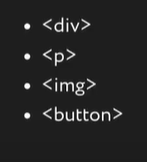 • <div>
• <p>
• <img>
• <button>